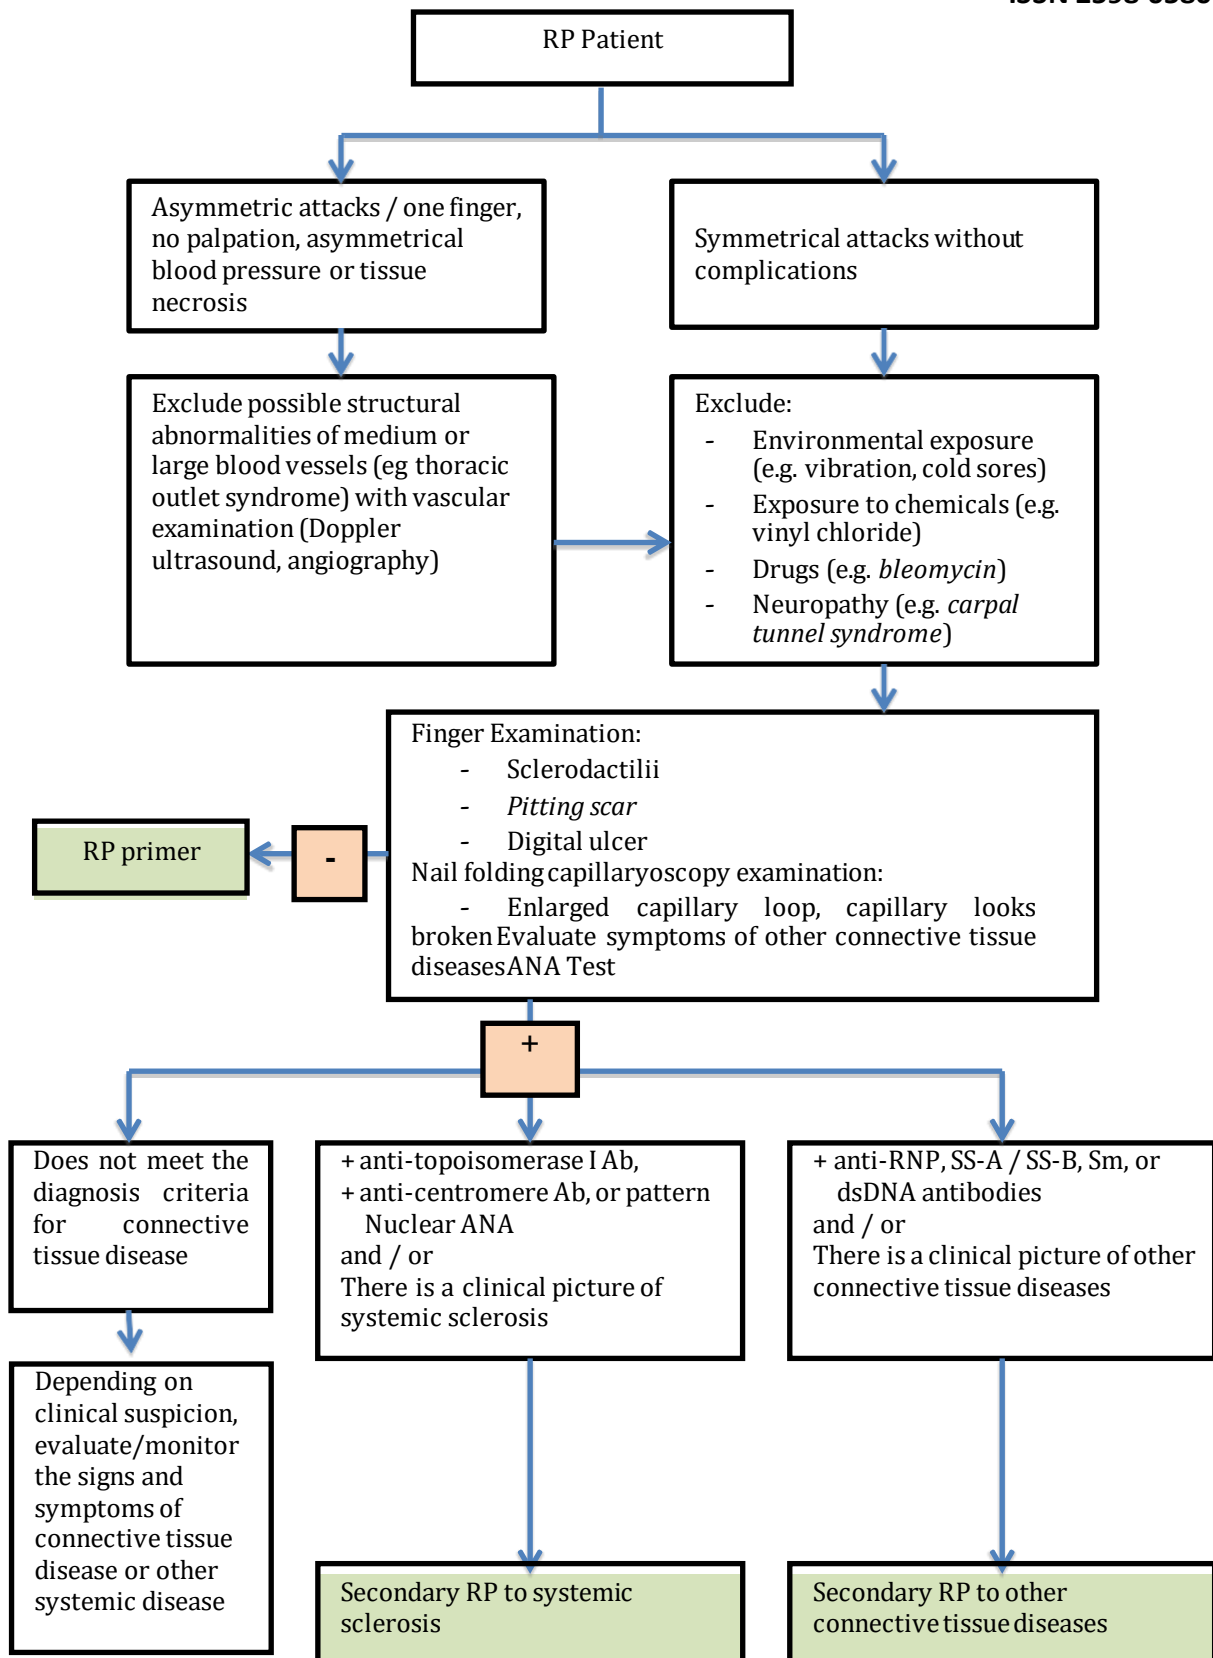 RP Patient
Asymmetric attacks / one finger,
no palpation, asymmetrical
blood pressure or tissue
necrosis
Symmetrical attacks without
complications
Exclude possible structural
abnormalities of medium or
large blood vessels (eg thoracic
outlet syndrome) with vascular
examination (Doppler
ultrasound, angiography)
Exclude:
- Environmental exposure
(e.g. vibration, cold sores)
- Exposure to chemicals (e.g.
vinyl chloride)
- Drugs (e.g. bleomycin)
- Neuropathy (e.g. carpal
tunnel syndrome)
Finger Examination:
- Sclerodactilii
- Pitting scar
- Digital ulcer
Nail folding capillaryoscopy examination:
- Enlarged capillary loop, capillary looks
broken Evaluate symptoms of other connective tissue
diseases ANA Test
RP primer
-
+
Does not meet the
diagnosis criteria
for connective
tissue disease
+ anti-topoisomerase I Ab,
+ anti-centromere Ab, or pattern
Nuclear ANA
and / or
There is a clinical picture of
systemic sclerosis
+ anti-RNP, SS-A / SS-B, Sm, or
dsDNA antibodies
and / or
There is a clinical picture of other
connective tissue diseases
Depending on
clinical suspicion,
evaluate/monitor
the signs and
symptoms of
connective tissue
disease or other
systemic disease
Secondary RP to systemic
sclerosis
Secondary RP to other
connective tissue diseases